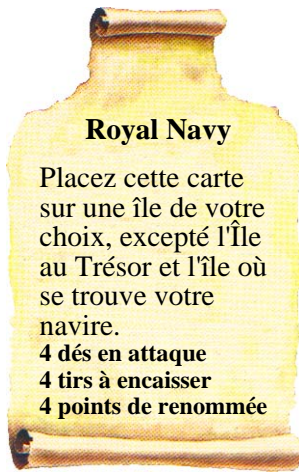 Royal Navy
Placez cette carte
sur une île de votre
choix, excepté l'Île
au Trésor et l'île où
se trouve votre
navire.
4 dés en attaque
4 tirs à encaisser
4 points de renommée